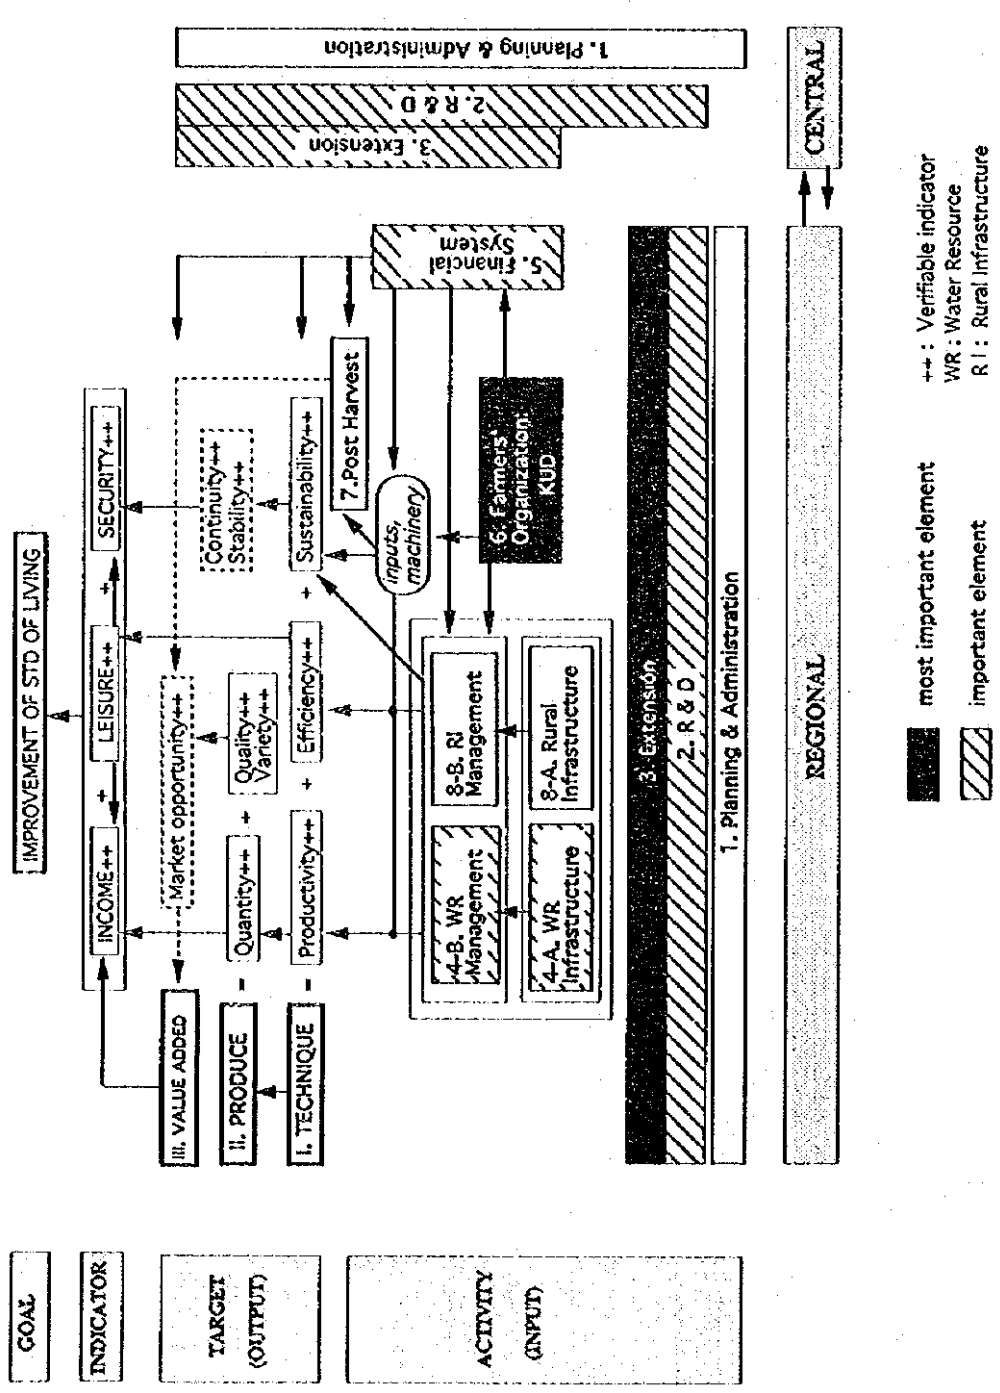 GOAL
IMPROVEMENT OF STD OF LIVING
INDICATOR
INCOME++
+
LEISURE++
+
SECURITY++
TARGET
(OUTPUT)
III. VALUE ADDED
Market opportunity++
Continuity++
Stability++
II. PRODUCE
=
Quantity++
+
Quality++
Variety++
I. TECHNIQUE
=
Productivity++
+
Efficiency++
+
Sustainability++
ACTIVITY
(INPUT)
7.Post Harvest
inputs,
machinery
5. Financial
System
4-B. WR
Management
8-B. RI
Management
6. Farmers'
Organization:
KUD
4-A. WR
Infrastructure
8-A. Rural
Infrastructure
3. Extension
2. R & D
1. Planning & Administration
3. Extension
2. R & D
1. Planning & Administration
REGIONAL
CENTRAL
most important element
important element
++ : Verifiable indicator
WR : Water Resource
R I : Rural Infrastructure